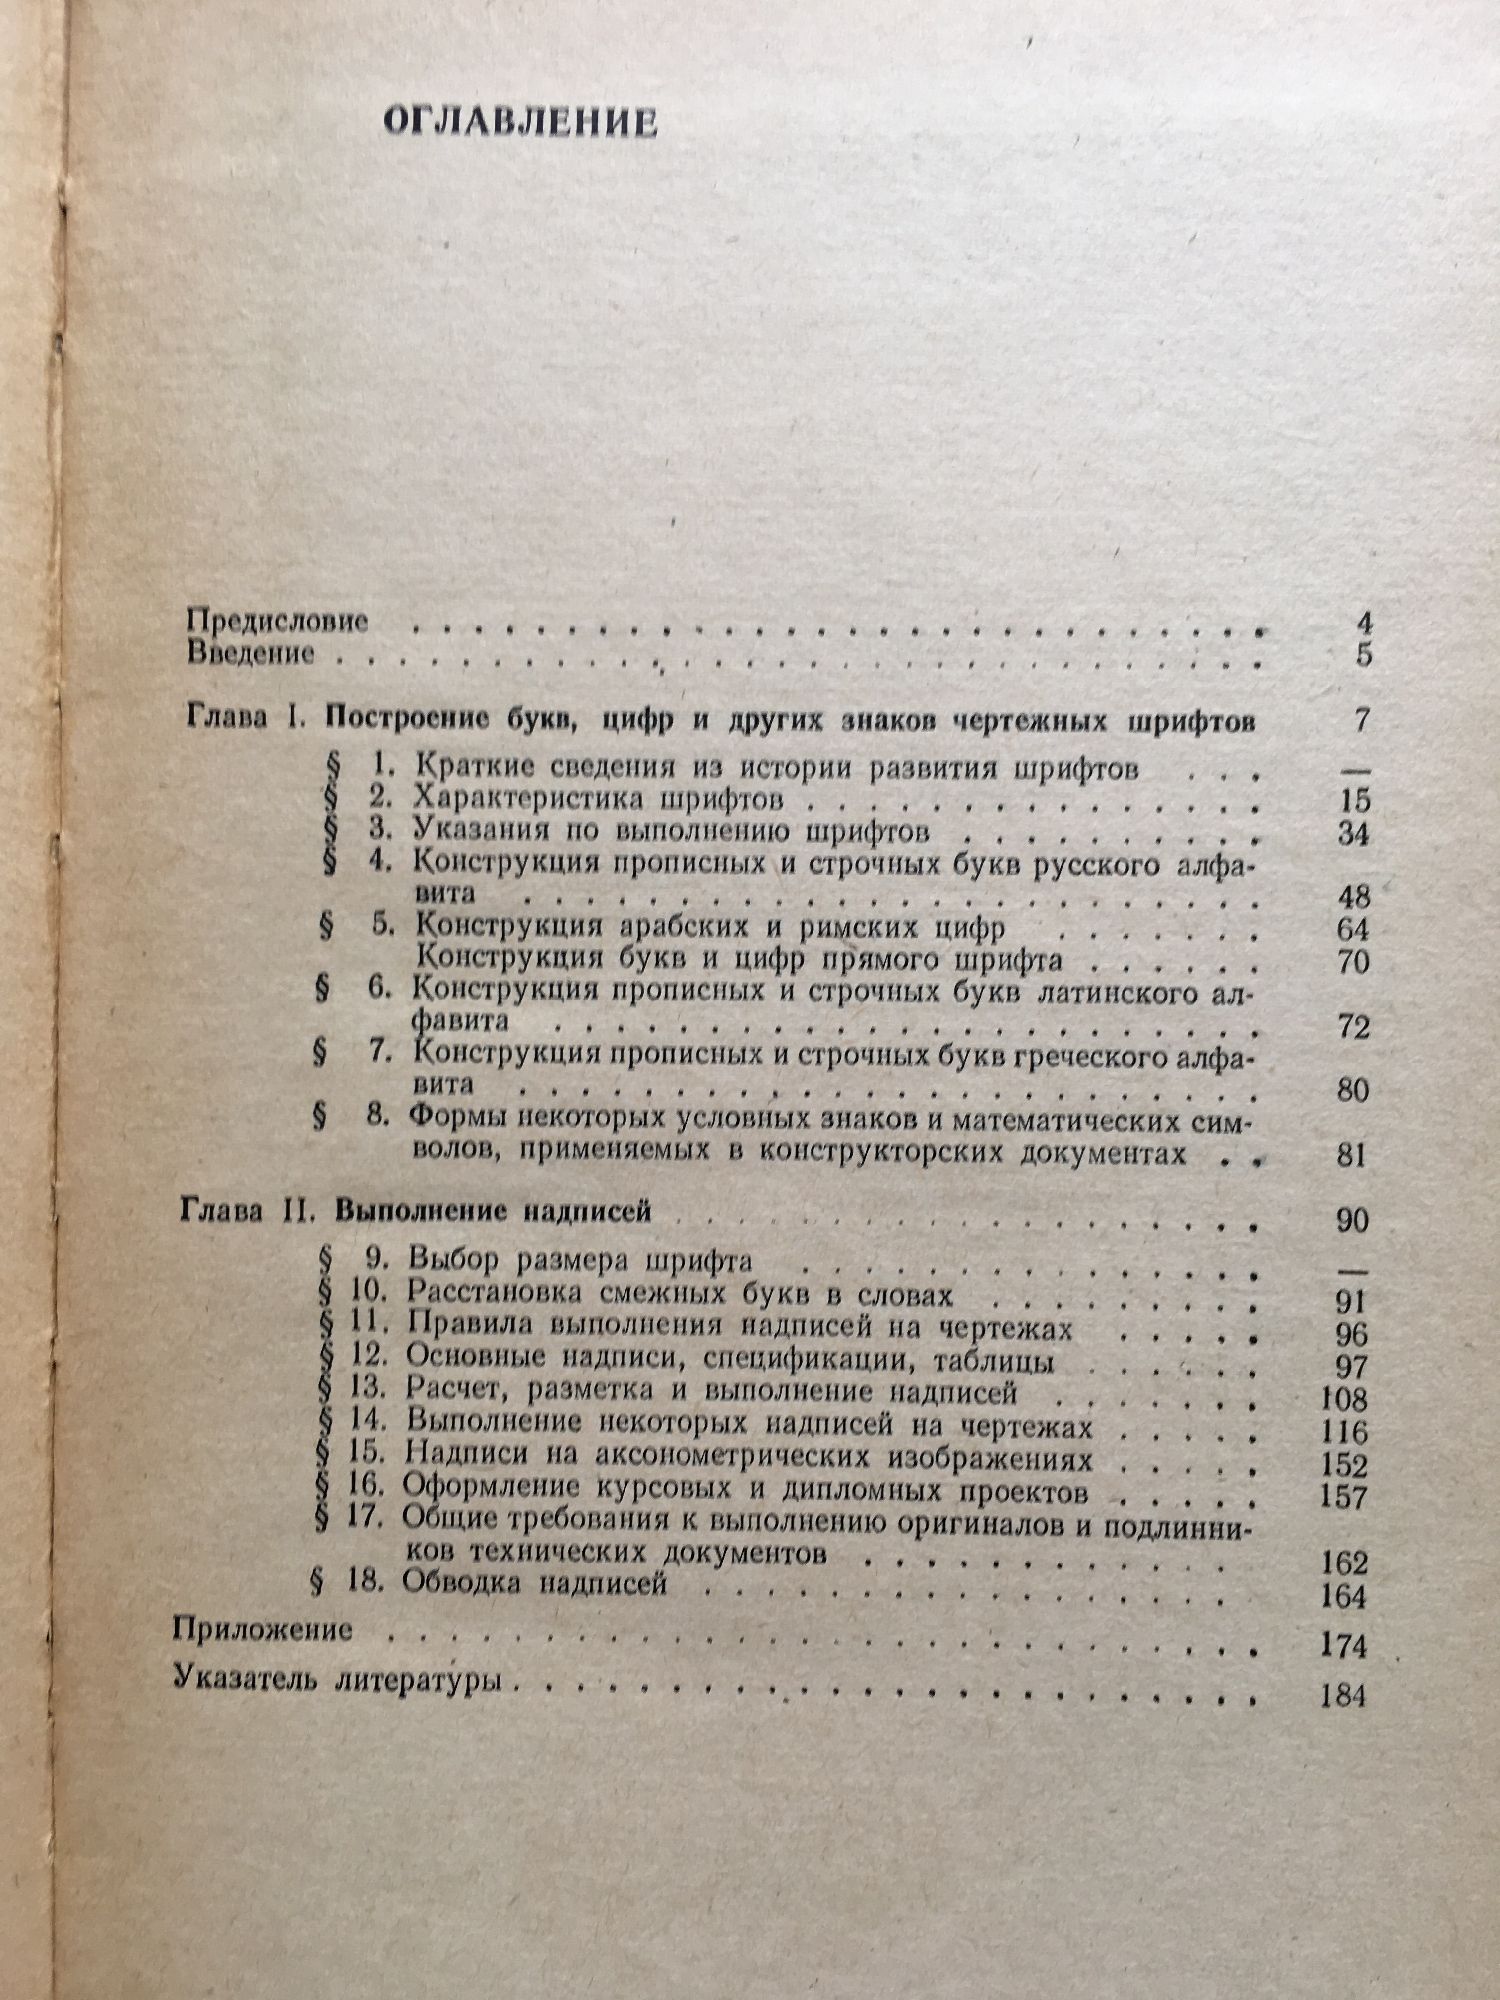 ОГЛАВЛЕНИЕ
Предисловие . . . . . . . . . . . . . . . . . . . . . . . . . . . . 4
Введение . . . . . . . . . . . . . . . . . . . . . . . . . . . . . . 5
Глава I. Построение букв, цифр и других знаков чертежных шрифтов 7
§ 1. Краткие сведения из истории развития шрифтов . . . —
§ 2. Характеристика шрифтов . . . . . . . . . . . . . . . 15
§ 3. Указания по выполнению шрифтов . . . . . . . . . . 34
§ 4. Конструкция прописных и строчных букв русского алфа-
вита . . . . . . . . . . . . . . . . . . . . . . . . 48
§ 5. Конструкция арабских и римских цифр . . . . . . . 64
Конструкция букв и цифр прямого шрифта . . . . . . 70
§ 6. Конструкция прописных и строчных букв латинского ал-
фавита . . . . . . . . . . . . . . . . . . . . . . . 72
§ 7. Конструкция прописных и строчных букв греческого алфа-
вита . . . . . . . . . . . . . . . . . . . . . . . . 80
§ 8. Формы некоторых условных знаков и математических сим-
волов, применяемых в конструкторских документах . . 81
Глава II. Выполнение надписей . . . . . . . . . . . . . . . . . . . 90
§ 9. Выбор размера шрифта . . . . . . . . . . . . . . . —
§ 10. Расстановка смежных букв в словах . . . . . . . . . 91
§ 11. Правила выполнения надписей на чертежах . . . . . 96
§ 12. Основные надписи, спецификации, таблицы . . . . . . 97
§ 13. Расчет, разметка и выполнение надписей . . . . . . . 108
§ 14. Выполнение некоторых надписей на чертежах . . . . . 116
§ 15. Надписи на аксонометрических изображениях . . . . . 152
§ 16. Оформление курсовых и дипломных проектов . . . . . 157
§ 17. Общие требования к выполнению оригиналов и подлинни-
ков технических документов . . . . . . . . . . . . 162
§ 18. Обводка надписей . . . . . . . . . . . . . . . . . 164
Приложение . . . . . . . . . . . . . . . . . . . . . . . . . . . . 174
Указатель литературы . . . . . . . . . . . . . . . . . . . . . . . . 184